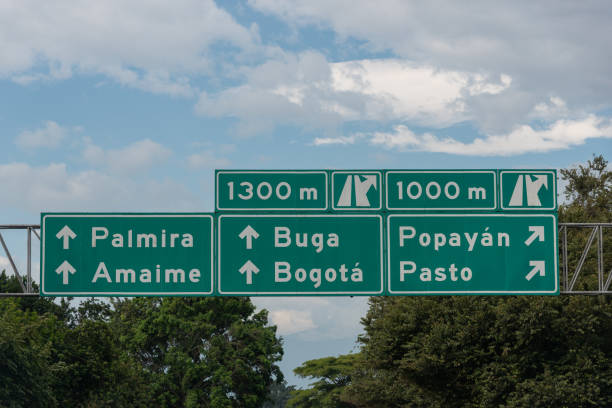 1300 m
1000 m
Palmira
Amaime
Buga
Bogotá
Popayán
Pasto